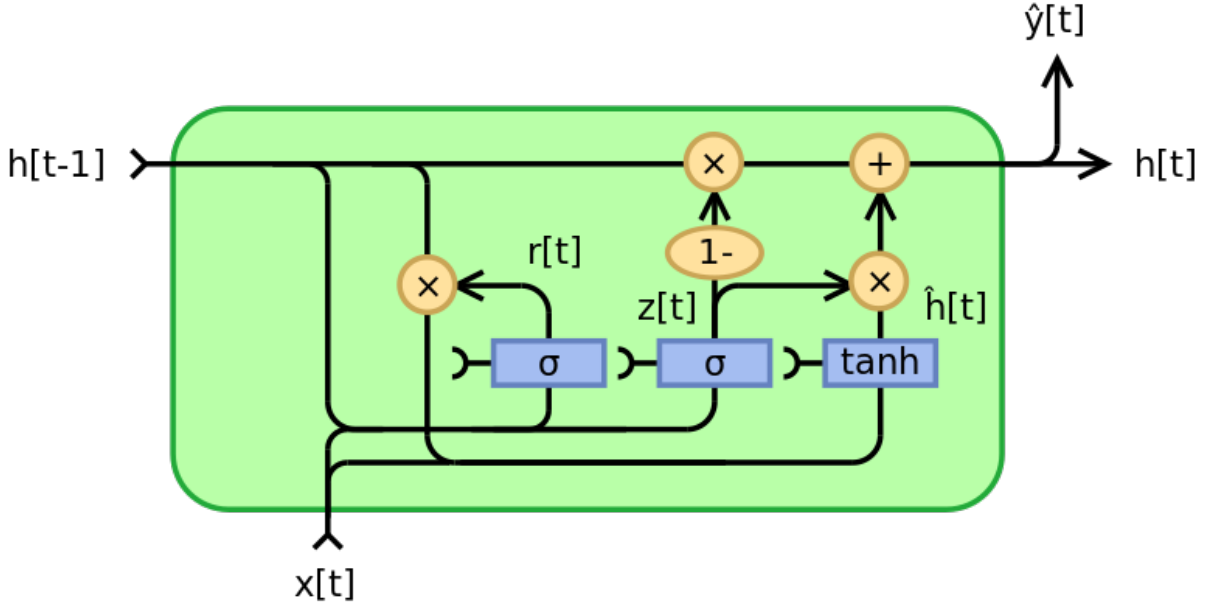 ŷ[t]
h[t-1]
×
+
h[t]
r[t]
1-
×
×
z[t]
ĥ[t]
σ
σ
tanh
x[t]